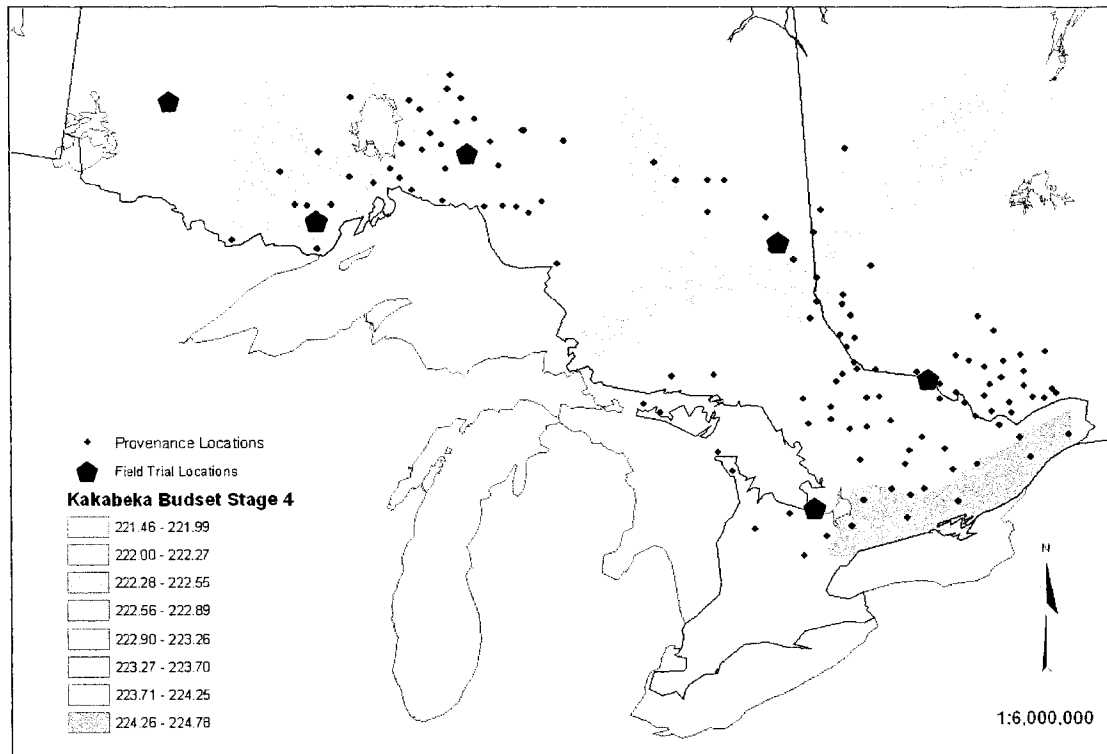 Provenance Locations
Field Trial Locations
Kakabeka Budset Stage 4
221.46 - 221.99
222.00 - 222.27
222.28 - 222.55
222.56 - 222.89
222.90 - 223.26
223.27 - 223.70
223.71 - 224.25
224.26 - 224.78
N
1:6,000,000